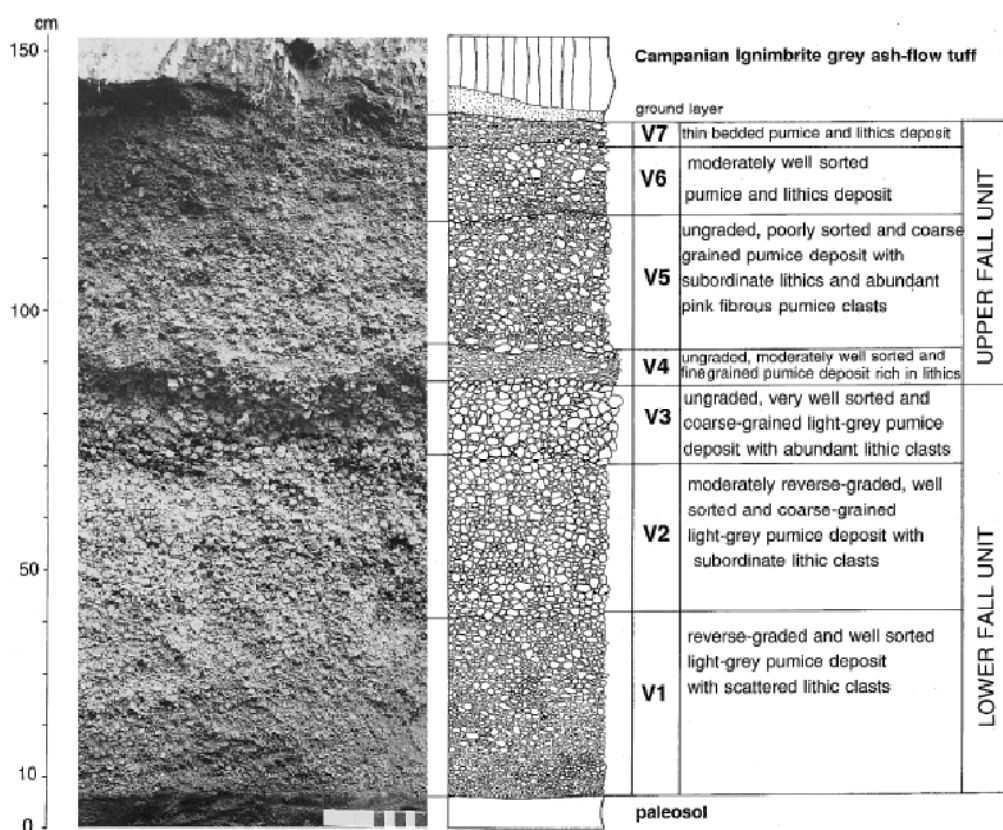 cm
150
100
50
10
0
Campanian Ignimbrite grey ash-flow tuff
ground layer
V7
thin bedded pumice and lithics deposit
V6
moderately well sorted
pumice and lithics deposit
V5
ungraded, poorly sorted and coarse
grained pumice deposit with
subordinate lithics and abundant
pink fibrous pumice clasts
V4
ungraded, moderately well sorted and
fine grained pumice deposit rich in lithics
UPPER FALL UNIT
V3
ungraded, very well sorted and
coarse-grained light-grey pumice
deposit with abundant lithic clasts
V2
moderately reverse-graded, well
sorted and coarse-grained
light-grey pumice deposit with
subordinate lithic clasts
V1
reverse-graded and well sorted
light-grey pumice deposit
with scattered lithic clasts
LOWER FALL UNIT
paleosol